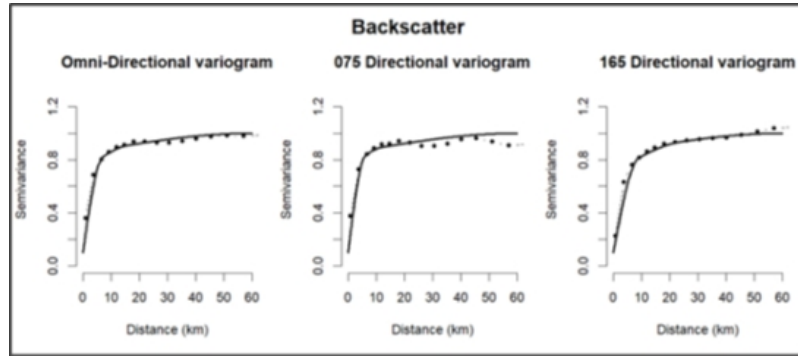 Backscatter
Omni-Directional variogram
075 Directional variogram
165 Directional variogram
Semivariance
0.0 0.4 0.8 1.2
0 10 20 30 40 50 60
Distance (km)
Semivariance
0.0 0.4 0.8 1.2
0 10 20 30 40 50 60
Distance (km)
Semivariance
0.0 0.4 0.8 1.2
0 10 20 30 40 50 60
Distance (km)